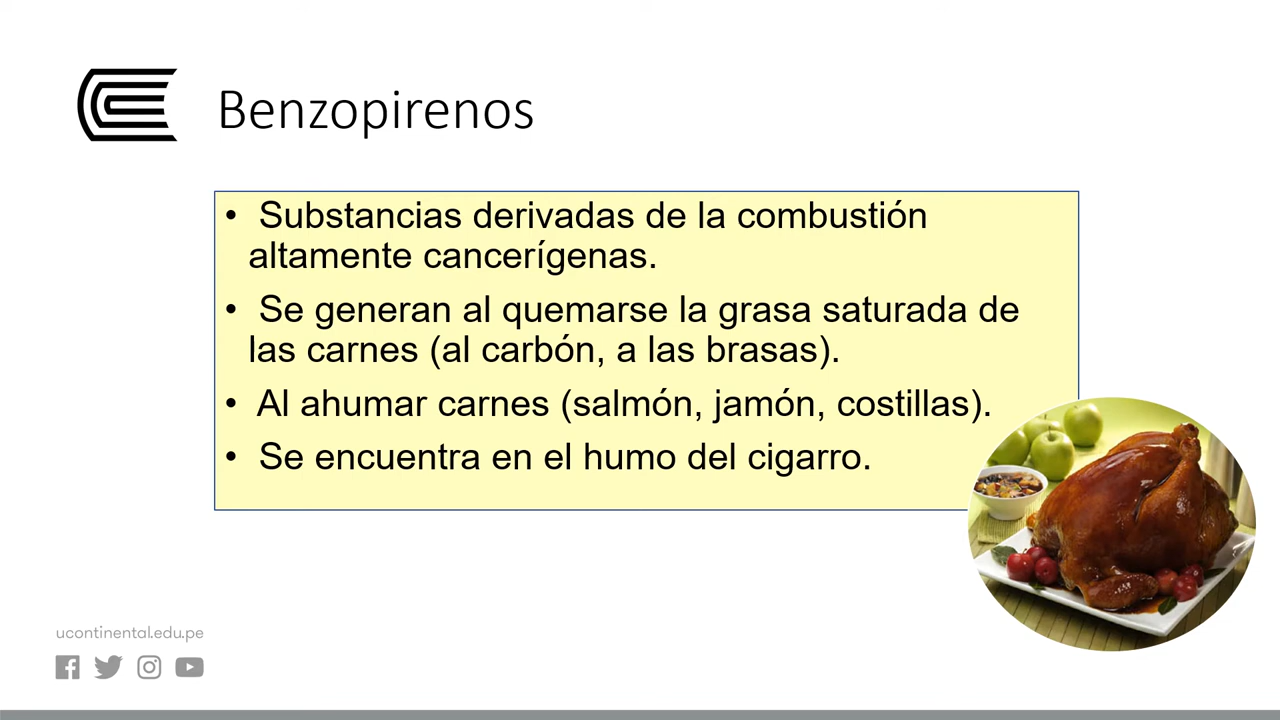 Benzopirenos
• Substancias derivadas de la combustión
altamente cancerígenas.
• Se generan al quemarse la grasa saturada de
las carnes (al carbón, a las brasas).
• Al ahumar carnes (salmón, jamón, costillas).
• Se encuentra en el humo del cigarro.
ucontinental.edu.pe